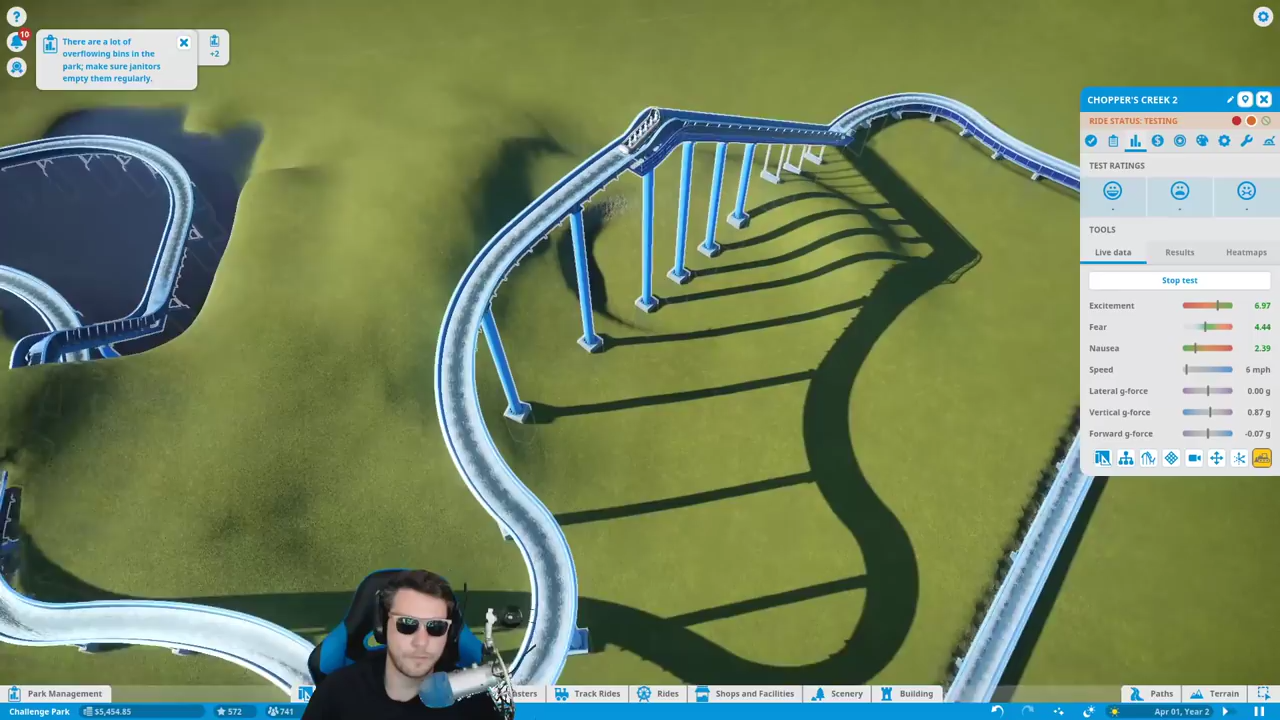 ?
10
There are a lot of
overflowing bins in the
park; make sure janitors
empty them regularly.
+2
CHOPPER'S CREEK 2
RIDE STATUS: TESTING
TEST RATINGS
- - -
TOOLS
Live data Results Heatmaps
Stop test
Excitement 6.97
Fear 4.44
Nausea 2.39
Speed 6 mph
Lateral g-force 0.00 g
Vertical g-force 0.87 g
Forward g-force -0.07 g
Park Management
Track Rides
Rides
Shops and Facilities
Scenery
Building
Paths
Terrain
Challenge Park
$5,454.85
572
741
Apr 01, Year 2